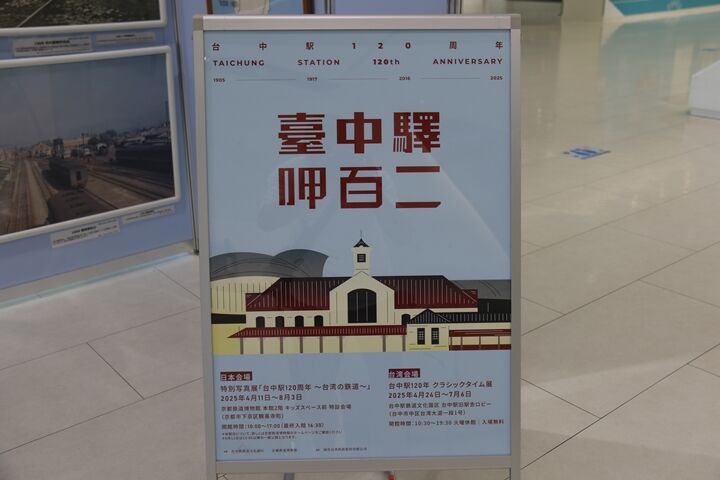 台中駅120周年
TAICHUNG STATION 120th ANNIVERSARY
1905 1917 2016 2025
臺中驛
呷百二
日本会場
特別写真展「台中駅120周年 ～台湾の鉄道～」
2025年4月11日～8月3日
京都鉄道博物館 本館2階 キッズスペース前 特設会場
(京都市下京区観喜寺町)
開館時間：10:00～17:00(最終入館 16:30)
台湾会場
台中駅120年 クラシックタイム展
2025年4月26日～7月6日
台中駅鉄道文化園区 台中駅旧駅舎ロビー
(台中市中区台湾大道一段1号)
開館時間：10:30～19:30 火曜休館｜入場無料